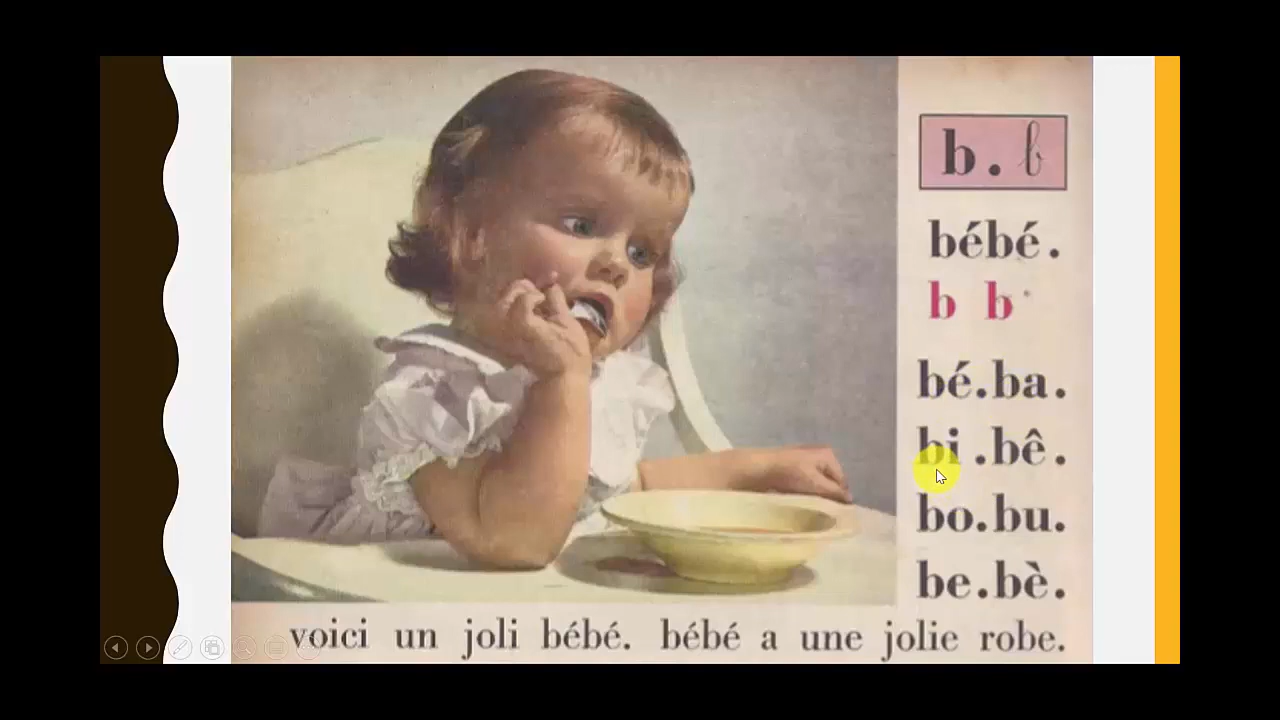 b. b
bébé.
b b
bé.ba.
bi.bê.
bo.bu.
be.bè.
voici un joli bébé. bébé a une jolie robe.